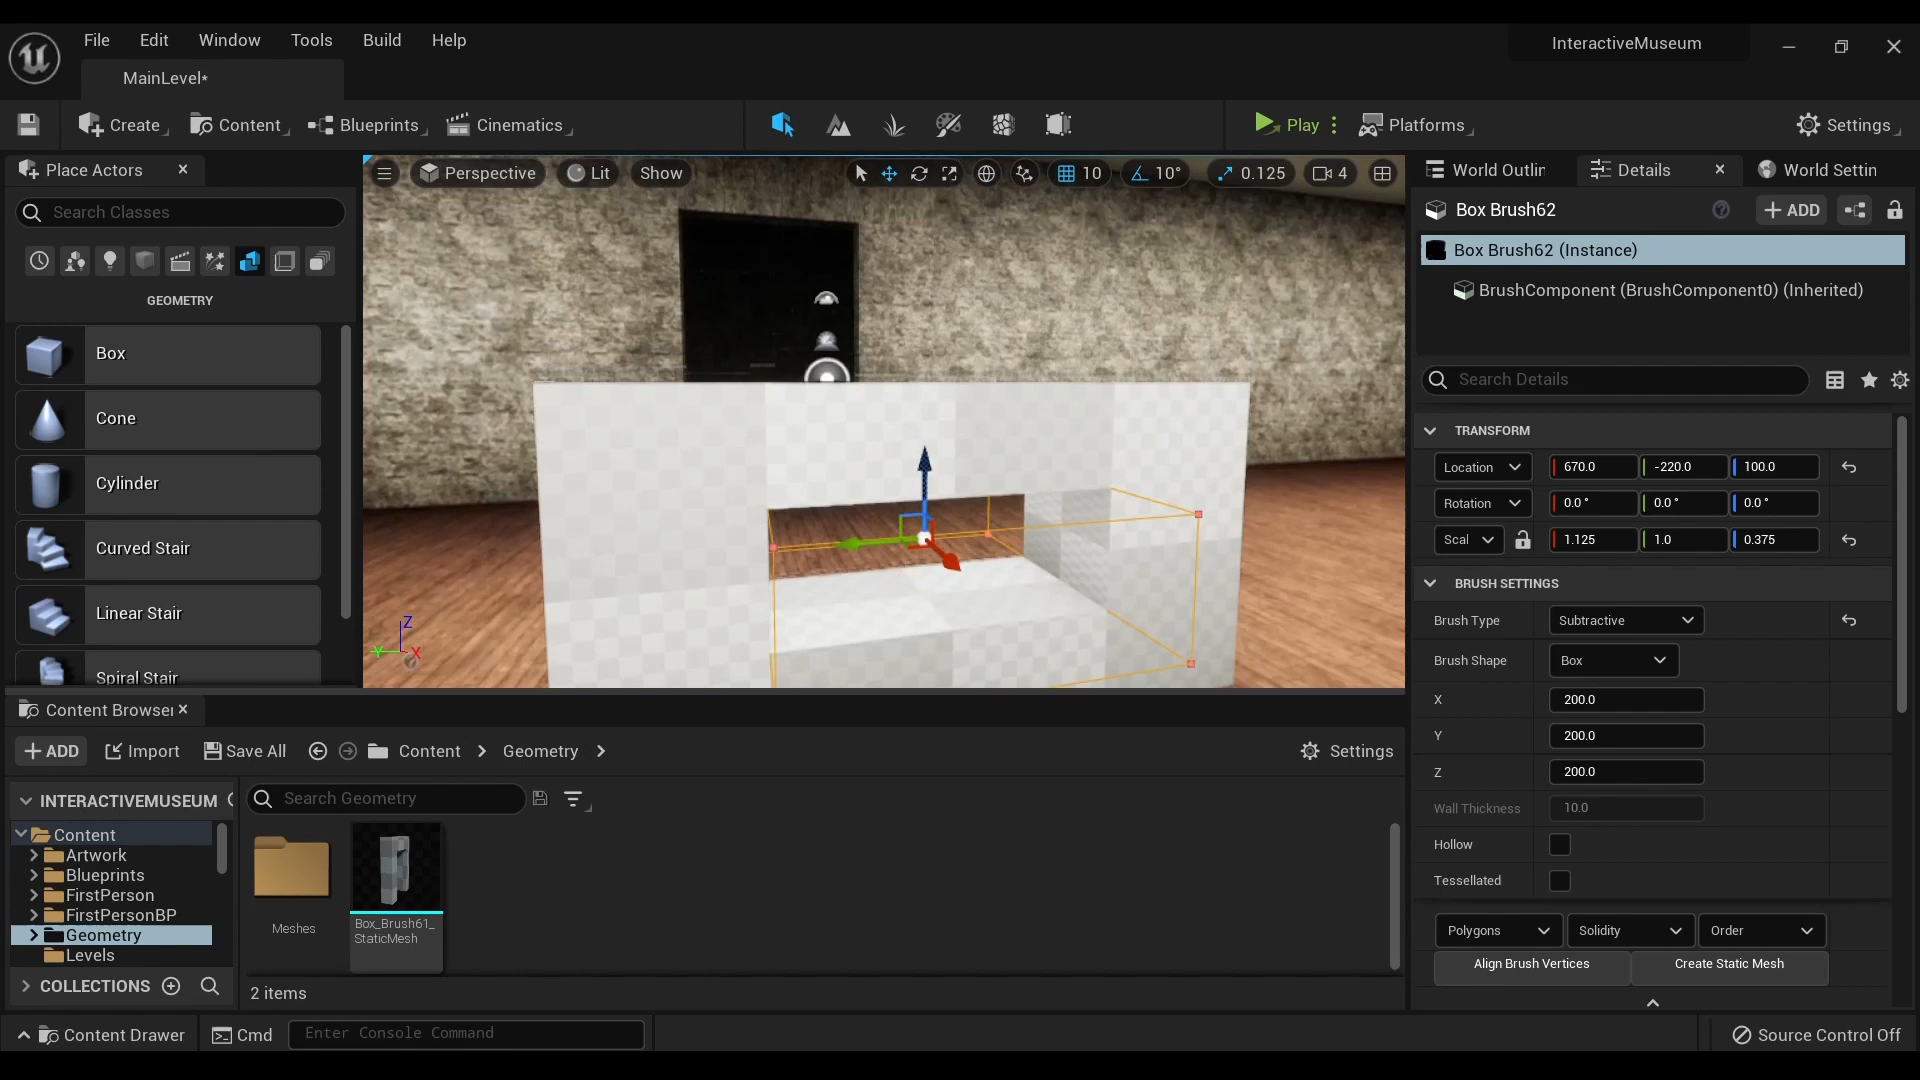 File Edit Window Tools Build Help
InteractiveMuseum
MainLevel*
Create Content Blueprints Cinematics Play Platforms Settings
Place Actors
Search Classes
GEOMETRY
Box
Cone
Cylinder
Curved Stair
Linear Stair
Spiral Stair
Perspective Lit Show 10 10° 0.125 4
Z
Y X
World Outlin Details World Settin
Box Brush62 ADD
Box Brush62 (Instance)
BrushComponent (BrushComponent0) (Inherited)
Search Details
TRANSFORM
Location 670.0 -220.0 100.0
Rotation 0.0 ° 0.0 ° 0.0 °
Scal 1.125 1.0 0.375
BRUSH SETTINGS
Brush Type Subtractive
Brush Shape Box
X 200.0
Y 200.0
Z 200.0
Wall Thickness 10.0
Hollow
Tessellated
Polygons Solidity Order
Align Brush Vertices Create Static Mesh
Content Browser
ADD Import Save All Content Geometry Settings
INTERACTIVEMUSEUM
Content
Artwork
Blueprints
FirstPerson
FirstPersonBP
Geometry
Levels
COLLECTIONS
Search Geometry
Meshes
Box_Brush61_
StaticMesh
2 items
Content Drawer Cmd Enter Console Command Source Control Off